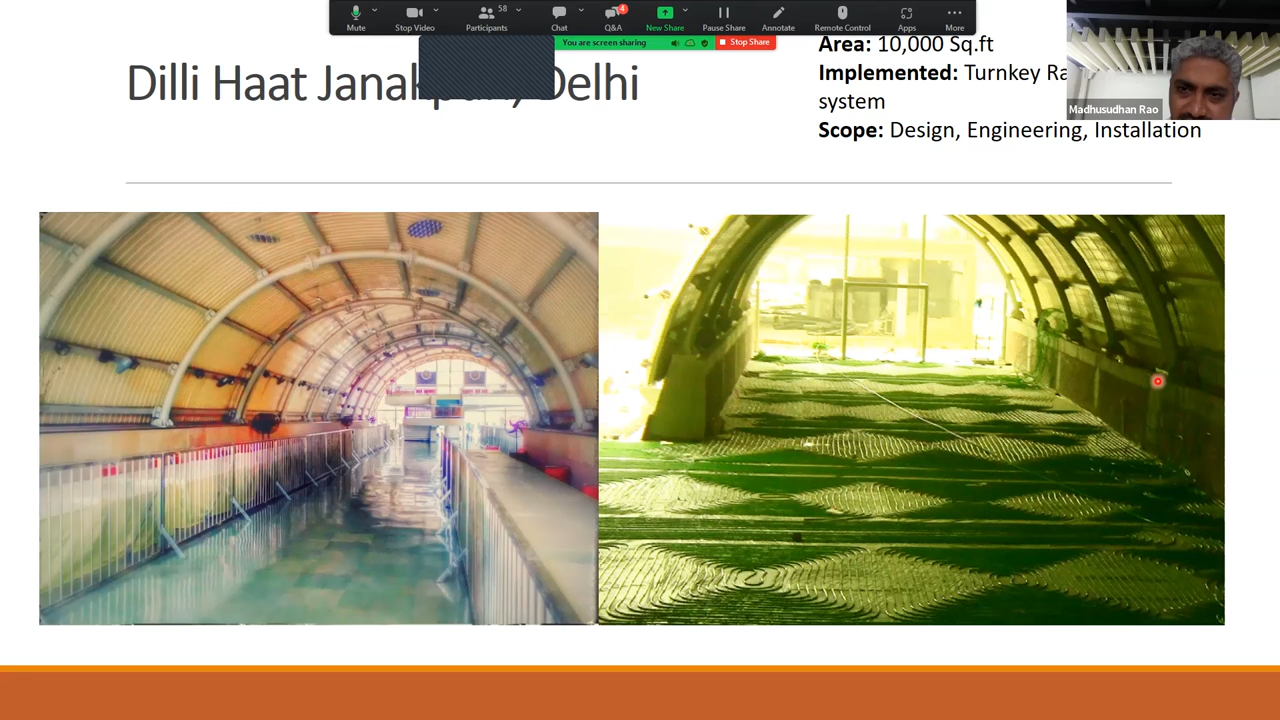 Mute
Stop Video
Participants
58
Chat
Q&A
4
New Share
Pause Share
Annotate
Remote Control
Apps
More
You are screen sharing
Stop Share
Dilli Haat Delhi
Area: 10,000 Sq.ft
Implemented: Turnkey
system
Scope: Design, Engineering, Installation
Madhusudhan Rao